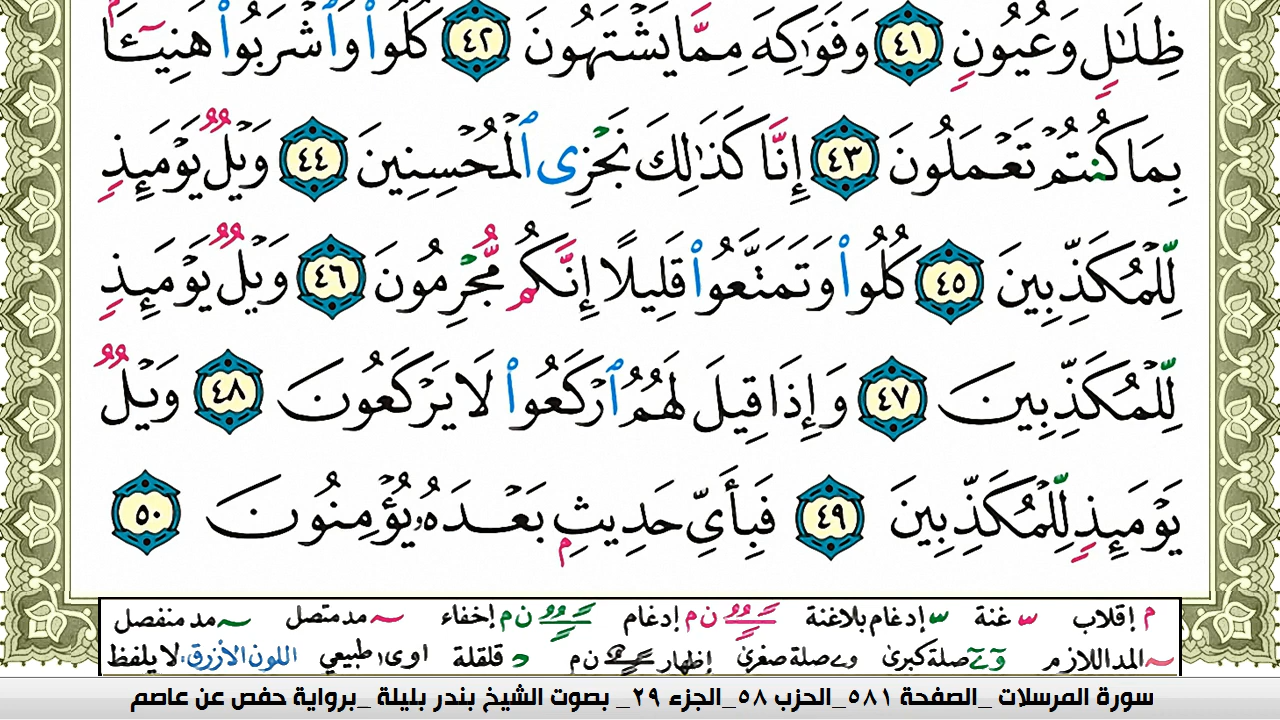 ظِلَـٰلٍ وَعُيُونٍ ٤١ وَفَوَٰكِهَ مِمَّا يَشْتَهُونَ ٤٢ كُلُوا۟ وَٱشْرَبُوا۟ هَنِيٓـًٔا
بِمَا كُنتُمْ تَعْمَلُونَ ٤٣ إِنَّا كَذَٰلِكَ نَجْزِى ٱلْمُحْسِنِينَ ٤٤ وَيْلٌ يَوْمَئِذٍ
لِّلْمُكَذِّبِينَ ٤٥ كُلُوا۟ وَتَمَتَّعُوا۟ قَلِيلًا إِنَّكُم مُّجْرِمُونَ ٤٦ وَيْلٌ يَوْمَئِذٍ
لِّلْمُكَذِّبِينَ ٤٧ وَإِذَا قِيلَ لَهُمُ ٱرْكَعُوا۟ لَا يَرْكَعُونَ ٤٨ وَيْلٌ
يَوْمَئِذٍ لِّلْمُكَذِّبِينَ ٤٩ فَبِأَىِّ حَدِيثٍۭ بَعْدَهُۥ يُؤْمِنُونَ ٥٠
م إقلاب غنة إدغام بلاغنة ن م إدغام ن م إخفاء مد متصل مد منفصل
المد اللازم صلة كبرى صلة صغرى إظهار ن م قلقلة اوى طبيعي اللون الأزرق: لا يلفظ
سورة المرسلات _الصفحة ٥٨١_الحزب ٥٨_الجزء ٢٩_ بصوت الشيخ بندر بليلة _برواية حفص عن عاصم